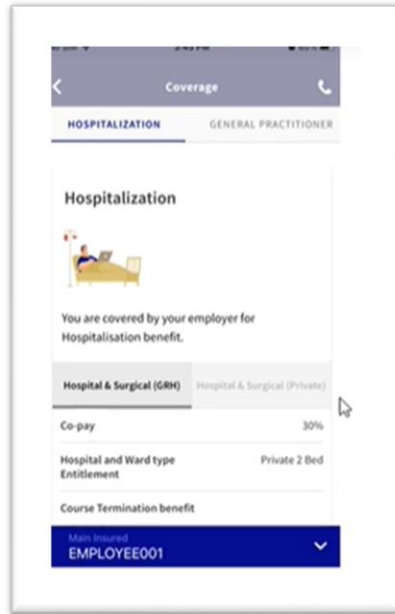 Coverage
HOSPITALIZATION GENERAL PRACTITIONER
Hospitalization
You are covered by your employer for
Hospitalisation benefit.
Hospital & Surgical (GRH) Hospital & Surgical (Private)
Co-pay 30%
Hospital and Ward type Private 2 Bed
Entitlement
Course Termination benefit
Main Insured
EMPLOYEE001